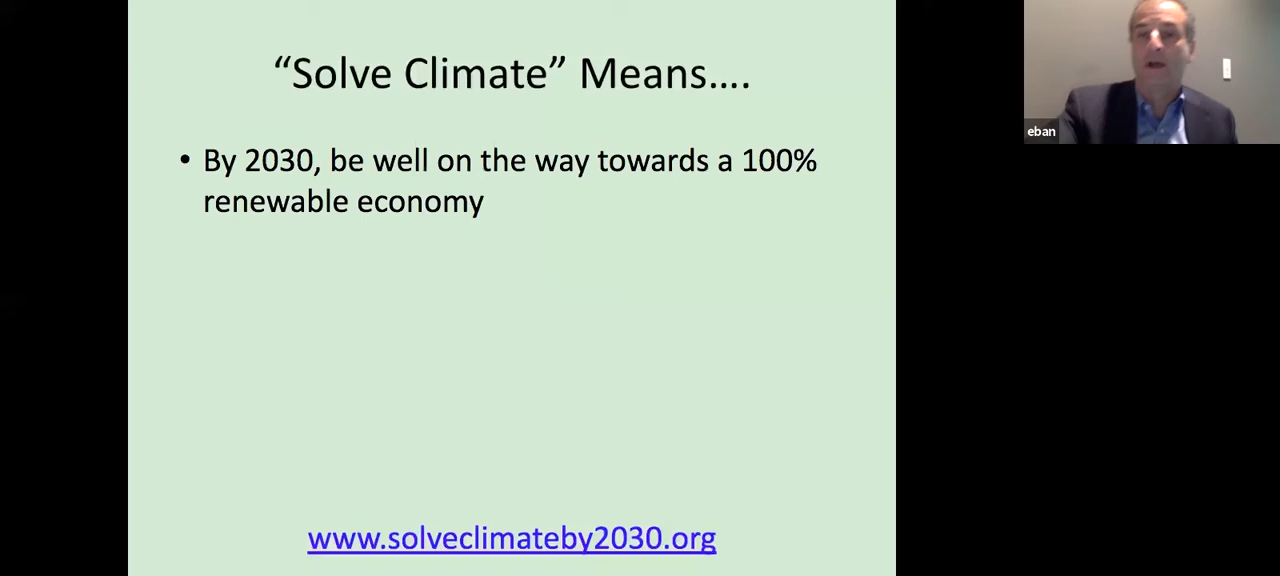 “Solve Climate” Means....
• By 2030, be well on the way towards a 100%
renewable economy
www.solveclimateby2030.org
eban